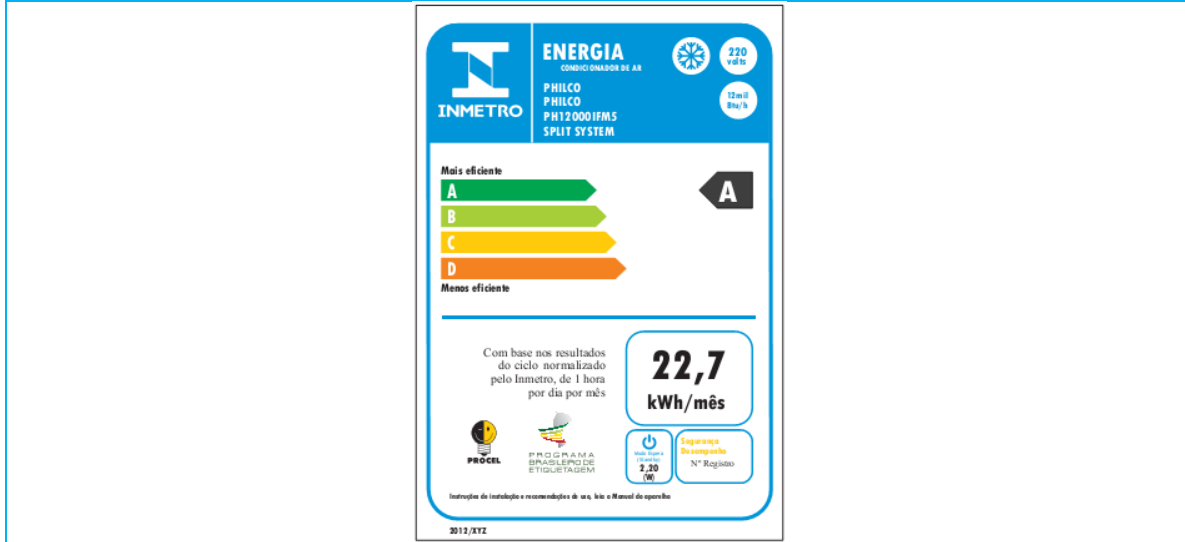 INMETRO
ENERGIA
CONDICIONADOR DE AR
PHILCO
PHILCO
PH12000IFM5
SPLIT SYSTEM
220
volts
12mil
Btu/h
Mais eficiente
A
A
B
C
D
Menos eficiente
Com base nos resultados
do ciclo normalizado
pelo Inmetro, de 1 hora
por dia por mês
22,7
kWh/mês
PROCEL
PROGRAMA
BRASILEIRO DE
ETIQUETAGEM
Modo Espera
(Standby)
2,20
(W)
Segurança
Desempenho
N° Registro
Instruções de instalação e recomendações de uso, leia o Manual do aparelho
2012/XYZ